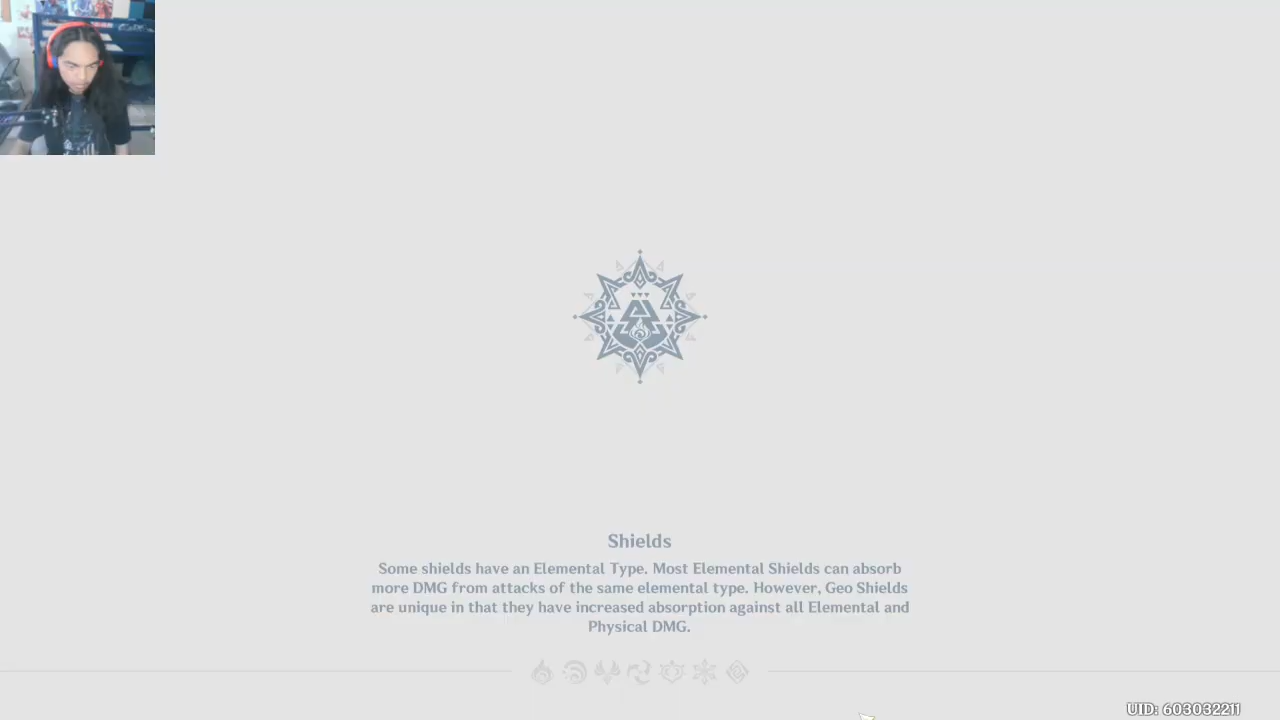 Shields
Some shields have an Elemental Type. Most Elemental Shields can absorb
more DMG from attacks of the same elemental type. However, Geo Shields
are unique in that they have increased absorption against all Elemental and
Physical DMG.
UID: 603032211